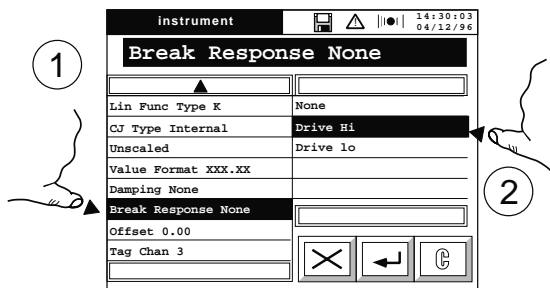 instrument
14:30:03
04/12/96
1
Break Response None
Lin Func Type K
CJ Type Internal
Unscaled
Value Format XXX.XX
Damping None
Break Response None
Offset 0.00
Tag Chan 3
None
Drive Hi
Drive lo
2
C